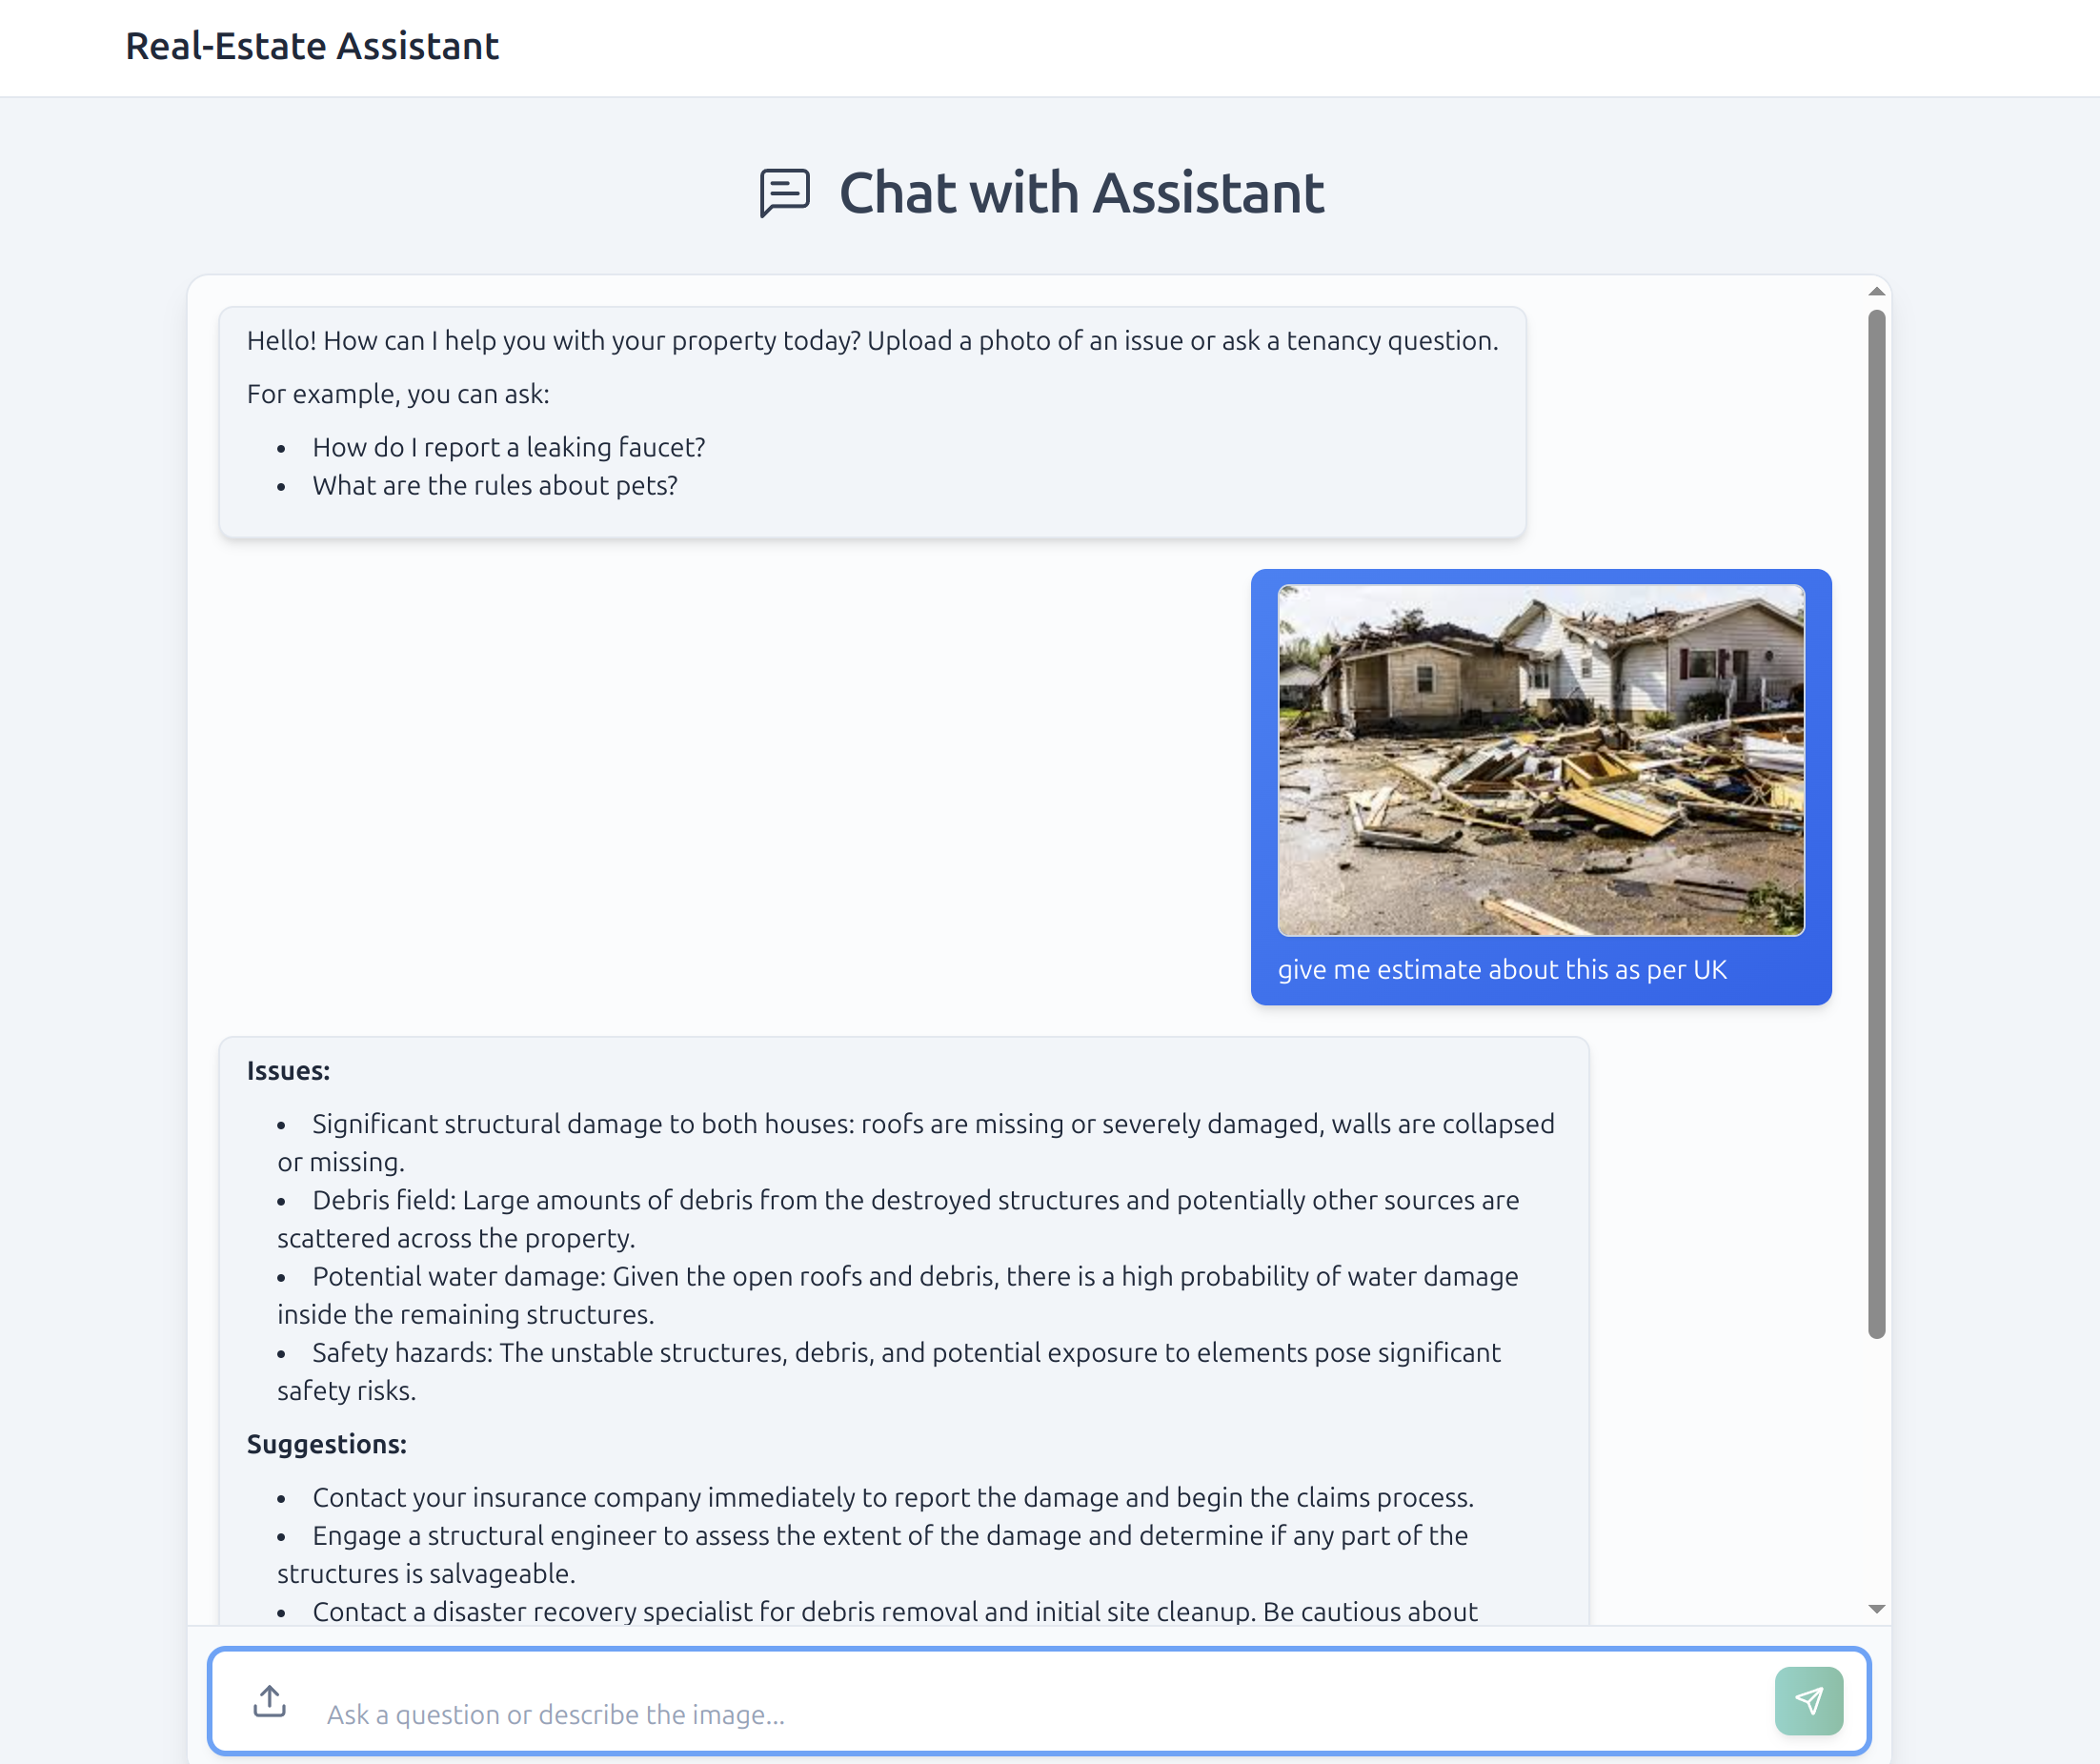 Real-Estate Assistant
Chat with Assistant
Hello! How can I help you with your property today? Upload a photo of an issue or ask a tenancy question.
For example, you can ask:
• How do I report a leaking faucet?
• What are the rules about pets?
give me estimate about this as per UK
Issues:
• Significant structural damage to both houses: roofs are missing or severely damaged, walls are collapsed
or missing.
• Debris field: Large amounts of debris from the destroyed structures and potentially other sources are
scattered across the property.
• Potential water damage: Given the open roofs and debris, there is a high probability of water damage
inside the remaining structures.
• Safety hazards: The unstable structures, debris, and potential exposure to elements pose significant
safety risks.
Suggestions:
• Contact your insurance company immediately to report the damage and begin the claims process.
• Engage a structural engineer to assess the extent of the damage and determine if any part of the
structures is salvageable.
• Contact a disaster recovery specialist for debris removal and initial site cleanup. Be cautious about
Ask a question or describe the image...